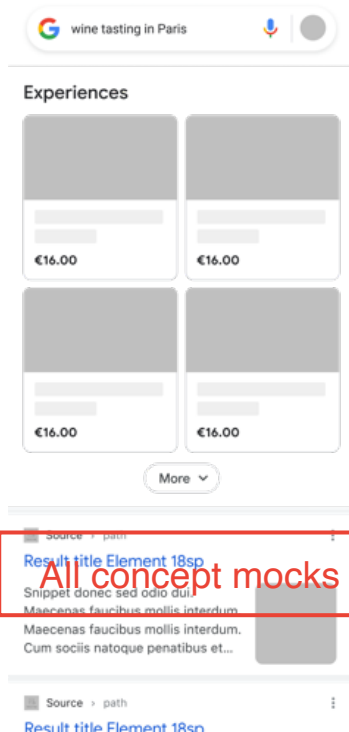 wine tasting in Paris
Experiences
€16.00
€16.00
€16.00
€16.00
More
Source › path
Result title Element 18sp
All concept mocks
Snippet donec sed odio dui.
Maecenas faucibus mollis interdum.
Maecenas faucibus mollis interdum.
Cum sociis natoque penatibus et...
Source › path
Result title Element 18sp